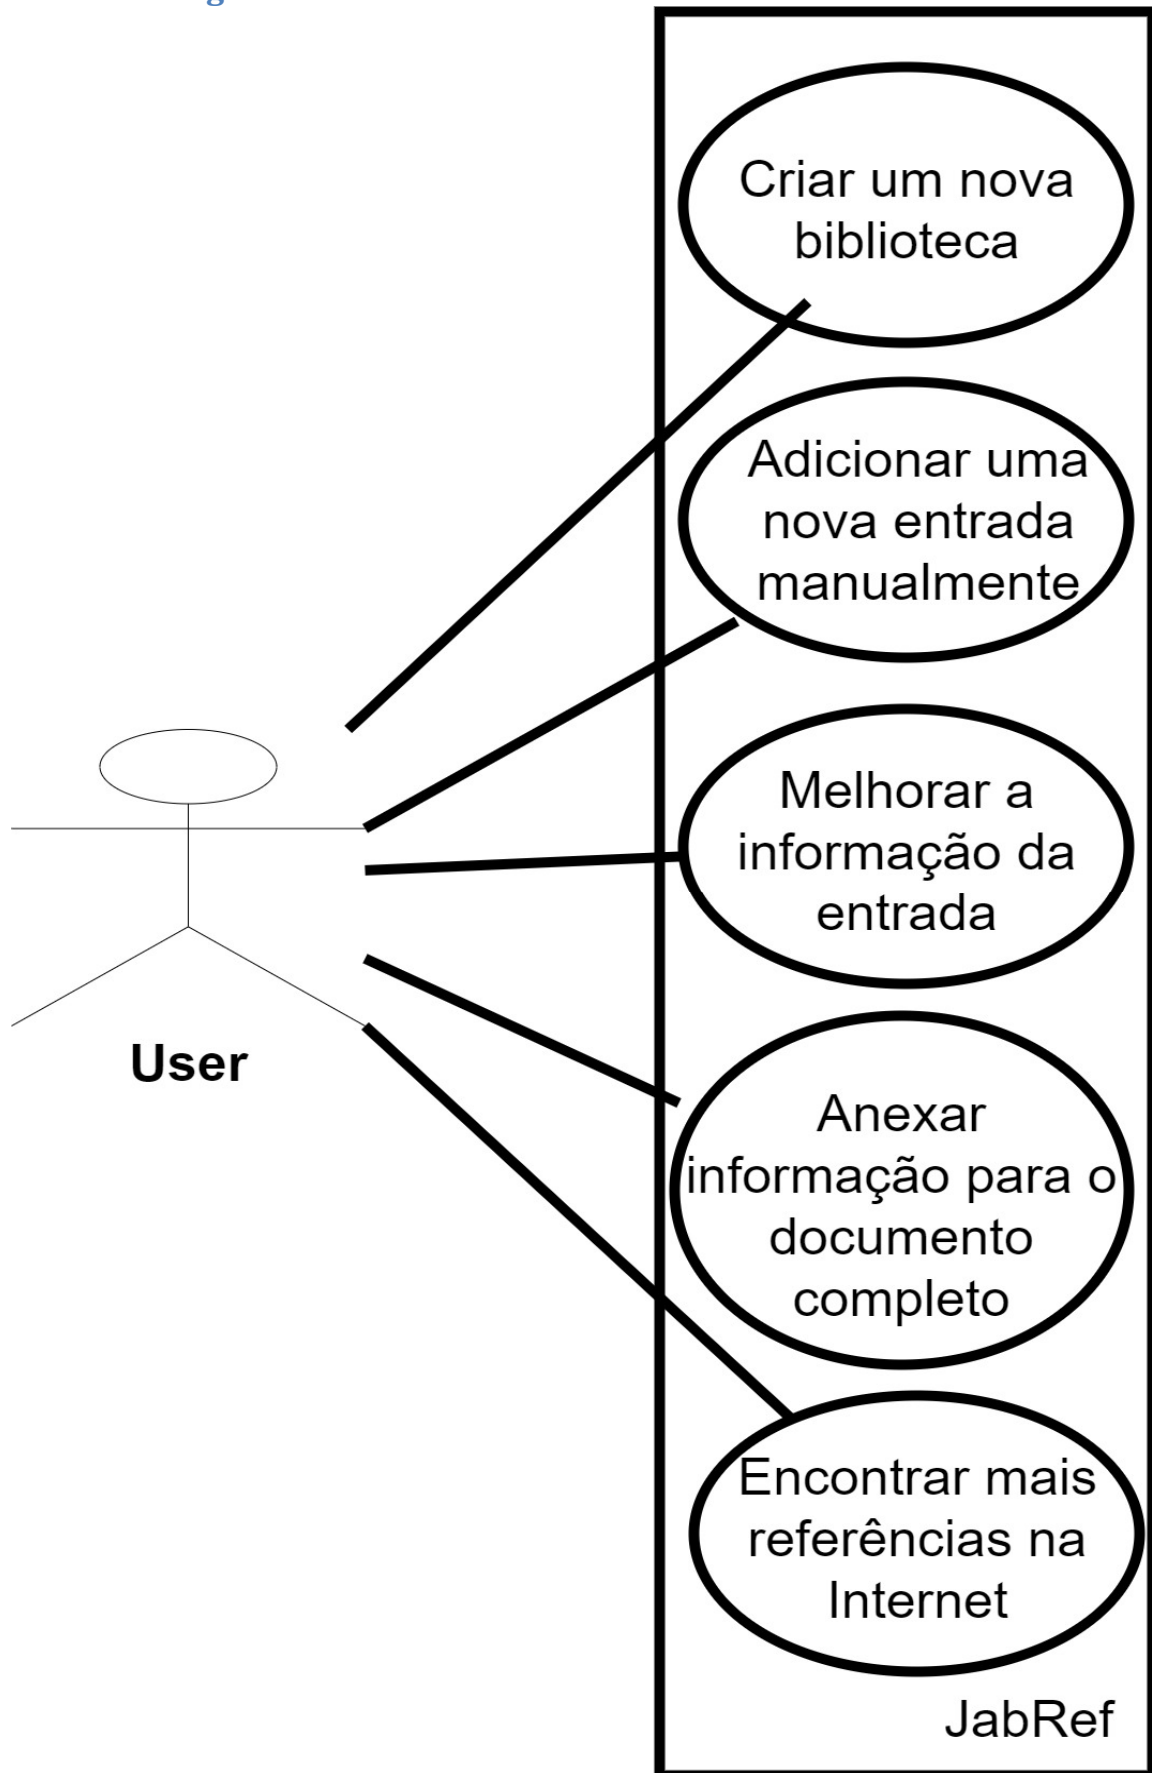 Criar um nova
biblioteca
Adicionar uma
nova entrada
manualmente
Melhorar a
informação da
entrada
User
Anexar
informação para o
documento
completo
Encontrar mais
referências na
Internet
JabRef